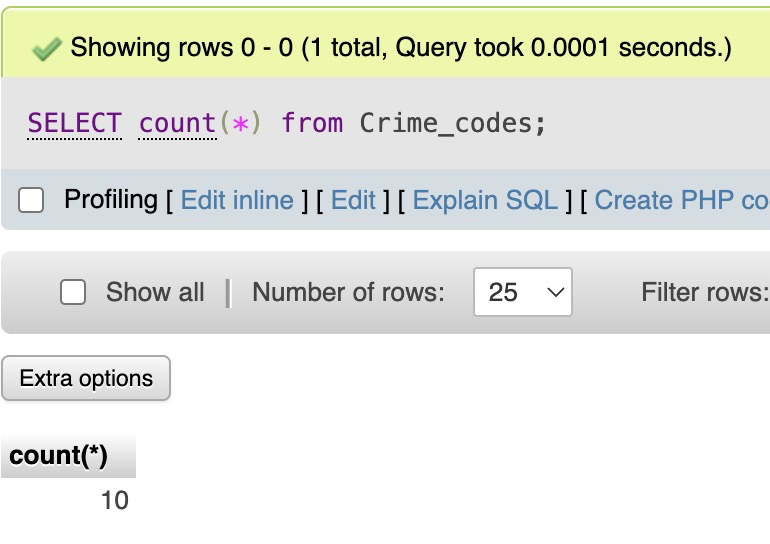 Showing rows 0 - 0 (1 total, Query took 0.0001 seconds.)
SELECT count(*) from Crime_codes;
Profiling [ Edit inline ] [ Edit ] [ Explain SQL ] [ Create PHP co
Show all | Number of rows: 25 Filter rows:
Extra options
count(*)
10